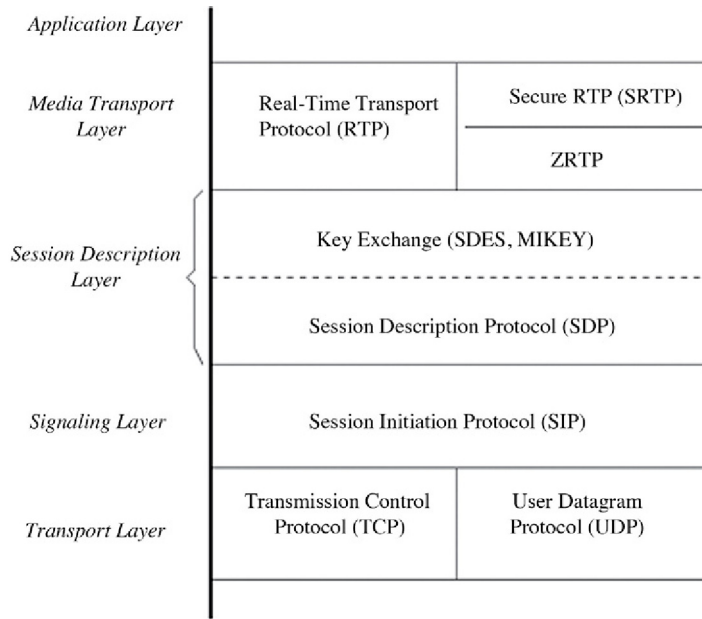 Application Layer
Media Transport
Layer
Real-Time Transport
Protocol (RTP)
Secure RTP (SRTP)
ZRTP
Session Description
Layer
Key Exchange (SDES, MIKEY)
Session Description Protocol (SDP)
Signaling Layer
Session Initiation Protocol (SIP)
Transport Layer
Transmission Control
Protocol (TCP)
User Datagram
Protocol (UDP)